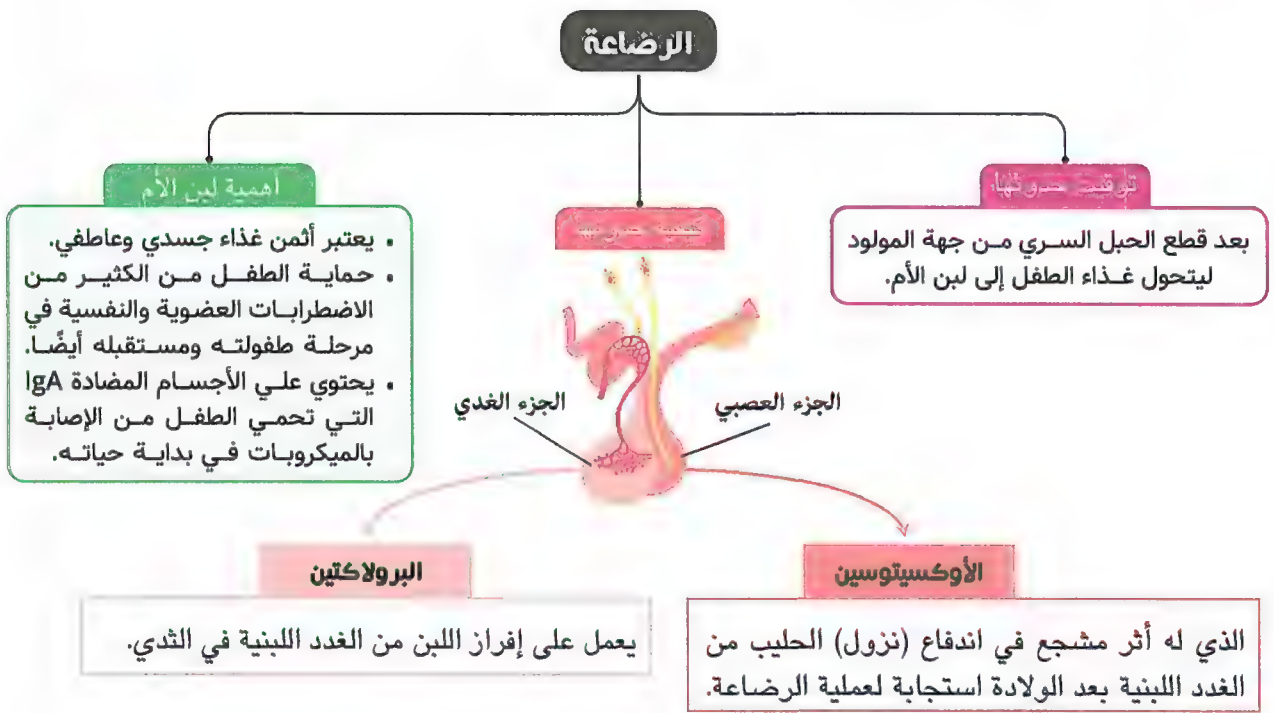 الرضاعة
توقيت حدوثها:
بعد قطع الحبل السري من جهة المولود
ليتحول غذاء الطفل إلى لبن الأم.
أهمية لبن الأم
• يعتبر أثمن غذاء جسدي وعاطفي.
• حماية الطفل من الكثير من
الاضطرابات العضوية والنفسية في
مرحلة طفولته ومستقبله أيضًا.
• يحتوي علي الأجسام المضادة IgA
التي تحمي الطفل من الإصابة
بالميكروبات في بداية حياته.
الجزء العصبي
الجزء الغدي
الأوكسيتوسين
الذي له أثر مشجع في اندفاع (نزول) الحليب من
الغدد اللبنية بعد الولادة استجابة لعملية الرضاعة.
البرولاكتين
يعمل على إفراز اللبن من الغدد اللبنية في الثدي.